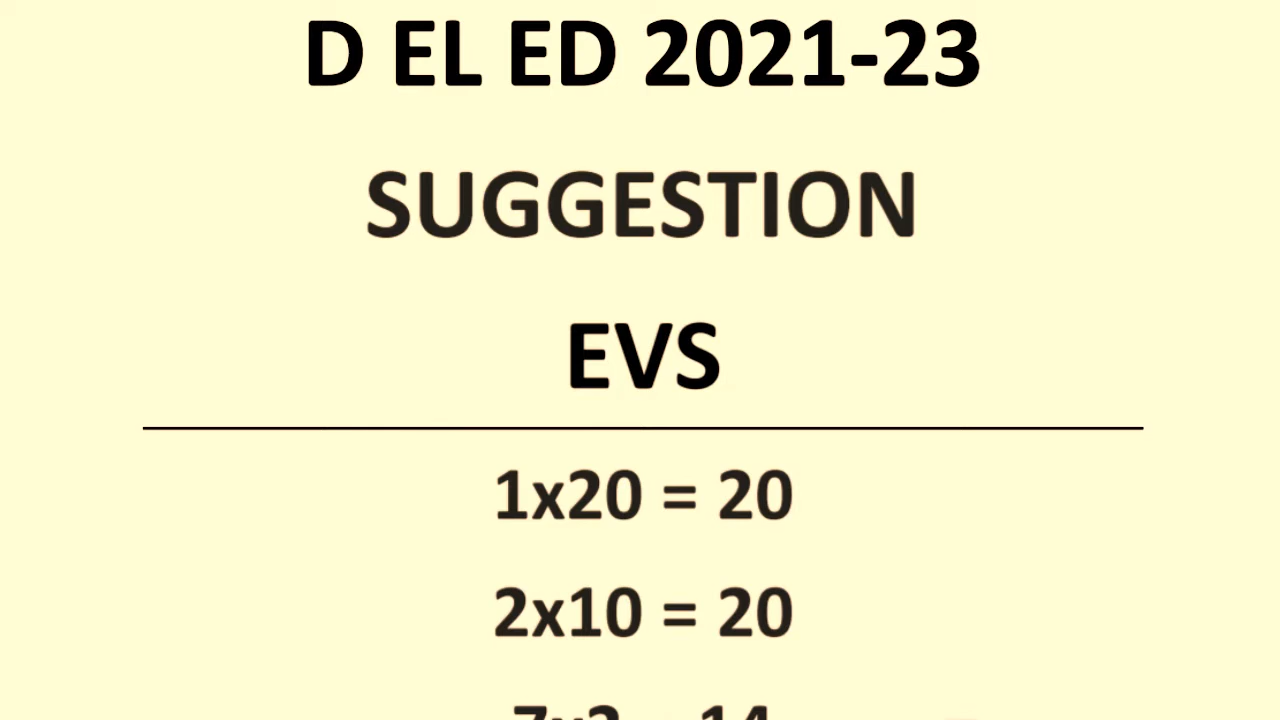 D EL ED 2021-23
SUGGESTION
EVS
1x20 = 20
2x10 = 20